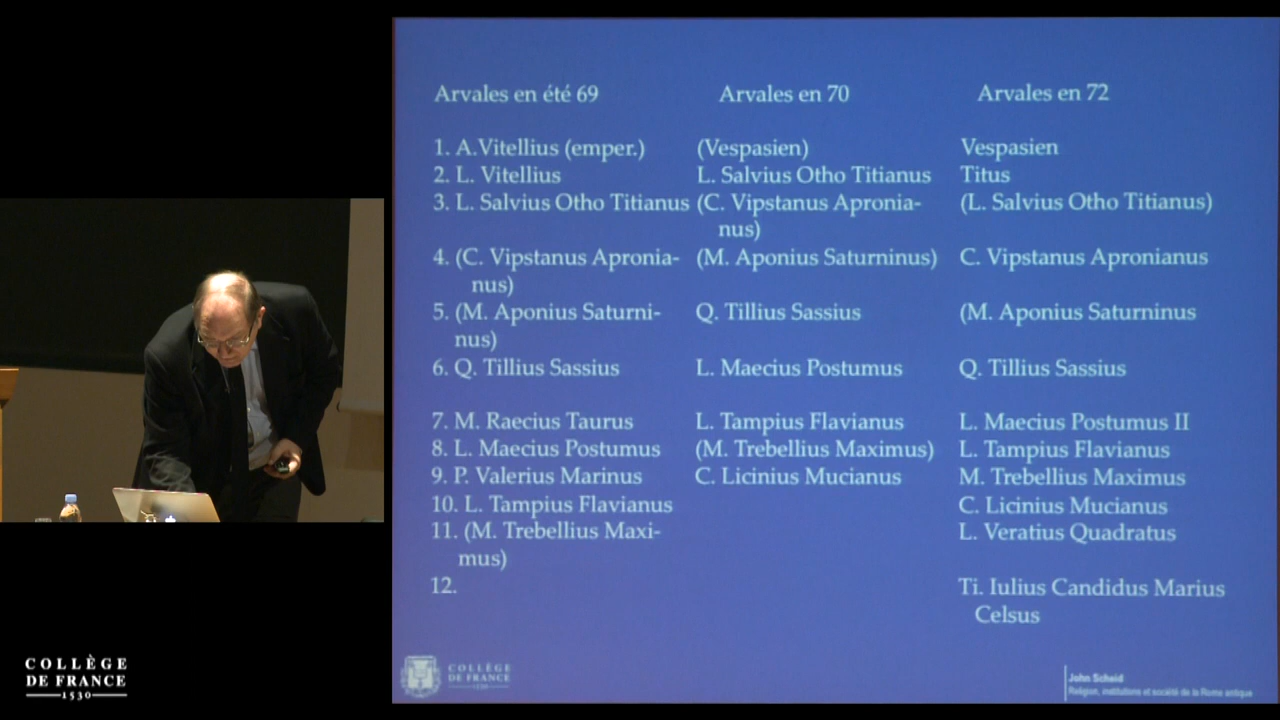 Arvales en été 69
1. A.Vitellius (emper.)
2. L. Vitellius
3. L. Salvius Otho Titianus
4. (C. Vipstanus Apronia-
nus)
5. (M. Aponius Saturni-
nus)
6. Q. Tillius Sassius
7. M. Raecius Taurus
8. L. Maecius Postumus
9. P. Valerius Marinus
10. L. Tampius Flavianus
11. (M. Trebellius Maxi-
mus)
12.
Arvales en 70
(Vespasien)
L. Salvius Otho Titianus
(C. Vipstanus Apronia-
nus)
(M. Aponius Saturninus)
Q. Tillius Sassius
L. Maecius Postumus
L. Tampius Flavianus
(M. Trebellius Maximus)
C. Licinius Mucianus
Arvales en 72
Vespasien
Titus
(L. Salvius Otho Titianus)
C. Vipstanus Apronianus
(M. Aponius Saturninus
Q. Tillius Sassius
L. Maecius Postumus II
L. Tampius Flavianus
M. Trebellius Maximus
C. Licinius Mucianus
L. Veratius Quadratus
Ti. Iulius Candidus Marius
Celsus
COLLÈGE
DE FRANCE
1530
COLLÈGE
DE FRANCE
1530
John Scheid
Religion, institutions et société de la Rome antique